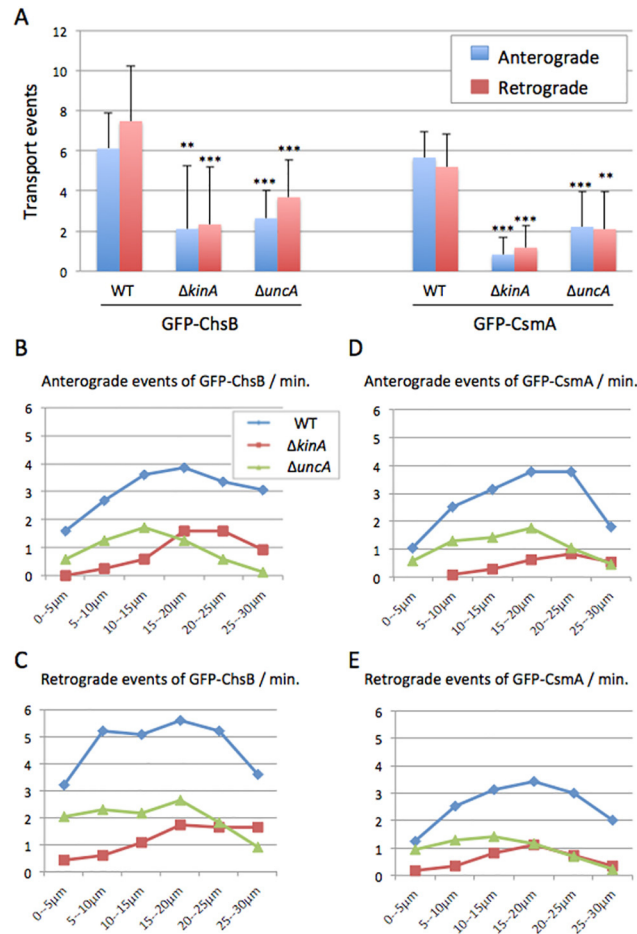 A
Transport events
12
10
8
6
4
2
0
Anterograde
Retrograde
** *** *** *** *** *** *** **
WT ΔkinA ΔuncA WT ΔkinA ΔuncA
GFP-ChsB GFP-CsmA
B
Anterograde events of GFP-ChsB / min.
6
5
4
3
2
1
0
WT
ΔkinA
ΔuncA
0~5μm 5~10μm 10~15μm 15~20μm 20~25μm 25~30μm
D
Anterograde events of GFP-CsmA / min.
6
5
4
3
2
1
0
0~5μm 5~10μm 10~15μm 15~20μm 20~25μm 25~30μm
C
Retrograde events of GFP-ChsB / min.
6
5
4
3
2
1
0
0~5μm 5~10μm 10~15μm 15~20μm 20~25μm 25~30μm
E
Retrograde events of GFP-CsmA / min.
6
5
4
3
2
1
0
0~5μm 5~10μm 10~15μm 15~20μm 20~25μm 25~30μm